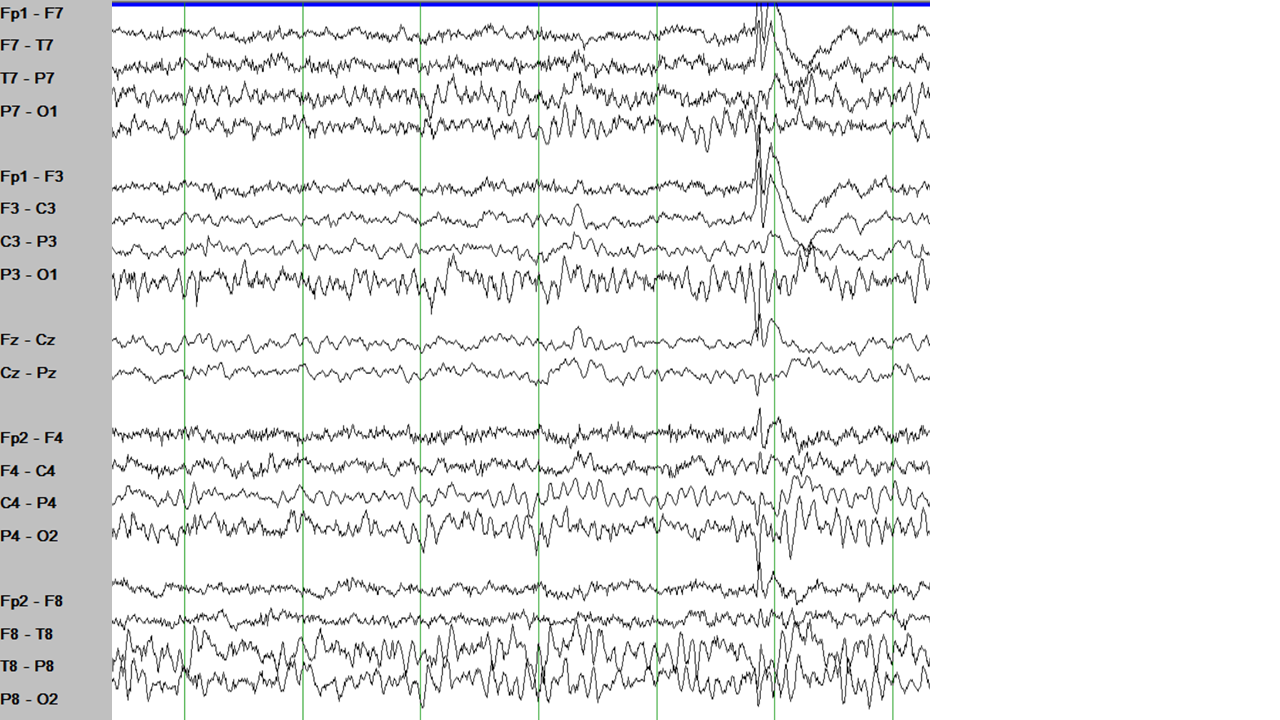 Fp1 - F7
F7 - T7
T7 - P7
P7 - O1
Fp1 - F3
F3 - C3
C3 - P3
P3 - O1
Fz - Cz
Cz - Pz
Fp2 - F4
F4 - C4
C4 - P4
P4 - O2
Fp2 - F8
F8 - T8
T8 - P8
P8 - O2